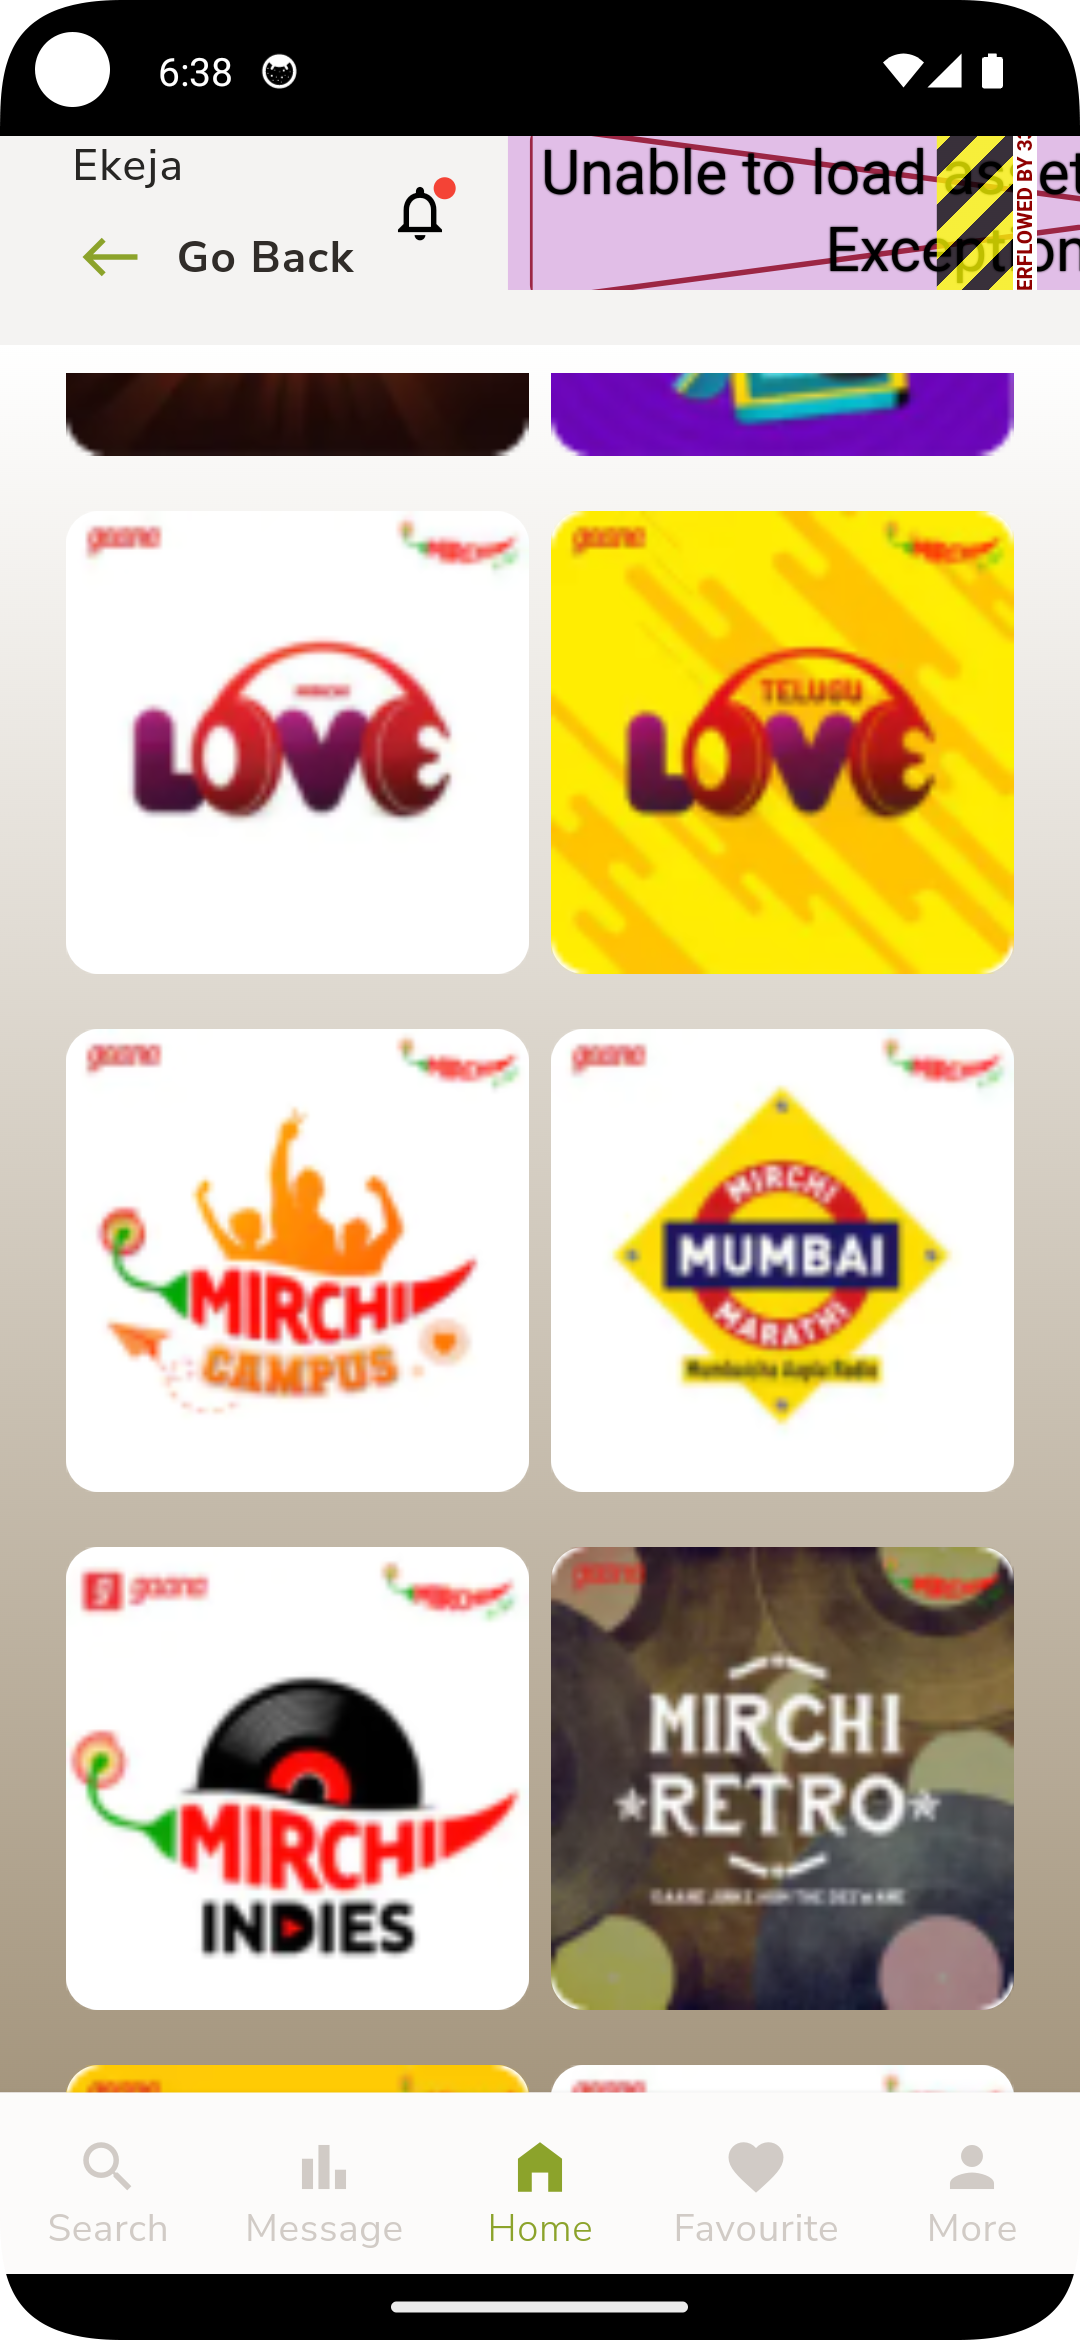 6:38
Ekeja
Go Back
Unable to load asset
Exception
ERFLOWED BY 3
gaana
MIRCHI
MIRCHI
LOVE
gaana
MIRCHI
TELUGU
LOVE
gaana
MIRCHI
MIRCHI
CAMPUS
gaana
MIRCHI
MIRCHI
MUMBAI
MARATHI
Mumbaicha Aapla Radio
g gaana
MIRCHI
MIRCHI
INDIES
gaana
MIRCHI
MIRCHI
RETRO
gaana
gaana
Search
Message
Home
Favourite
More